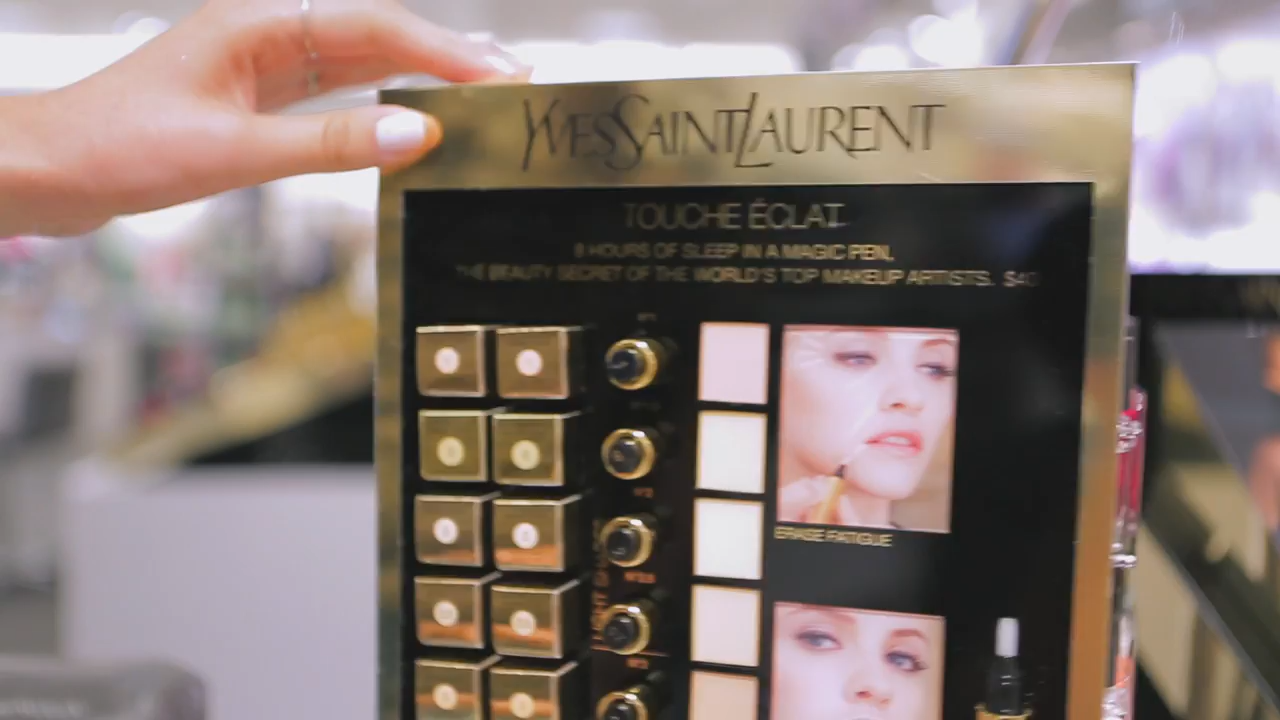 YVESSAINTLAURENT
TOUCHE ÉCLAT
8 HOURS OF SLEEP IN A MAGIC PEN.
THE BEAUTY SECRET OF THE WORLD'S TOP MAKEUP ARTISTS.
ERASE FATIGUE